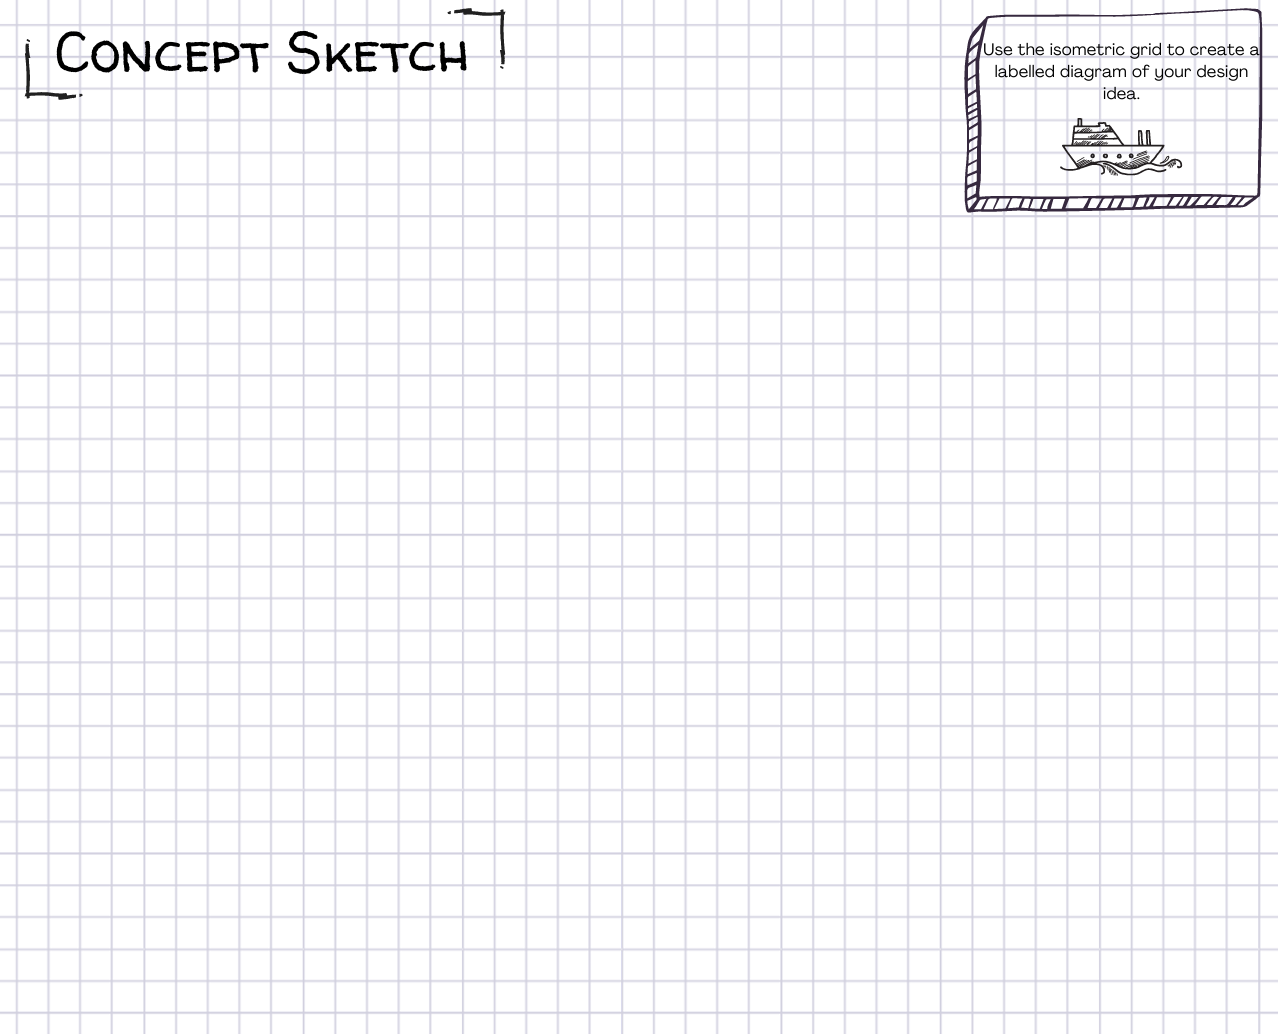 Concept Sketch
Use the isometric grid to create a
labelled diagram of your design
idea.